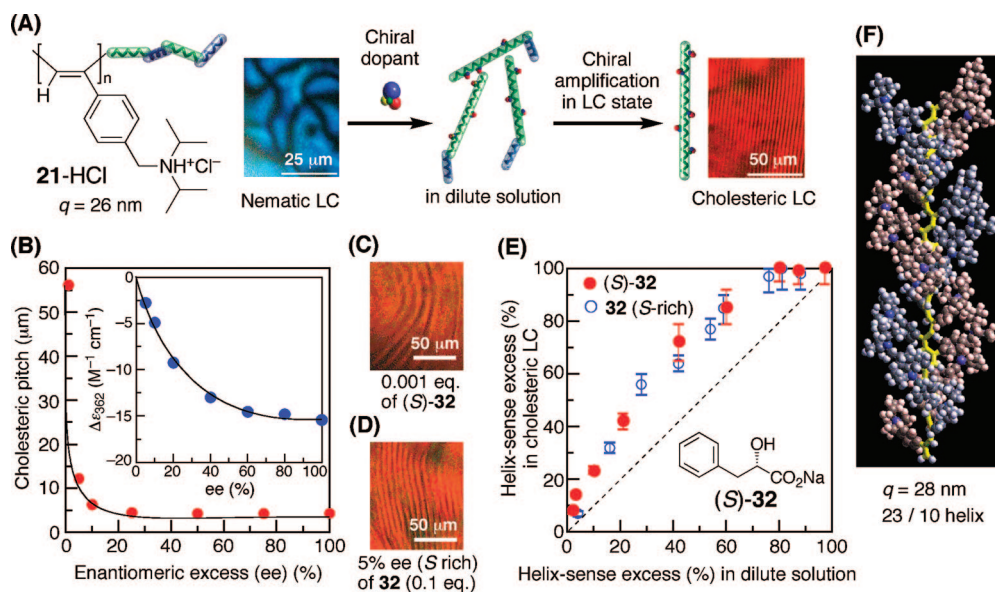 (A)
H
n
NH⁺Cl⁻
21-HCl
q = 26 nm
25 μm
Nematic LC
Chiral
dopant
in dilute solution
Chiral
amplification
in LC state
50 μm
Cholesteric LC
(B)
Cholesteric pitch (μm)
60
50
40
30
20
10
0
0 20 40 60 80 100
Enantiomeric excess (ee) (%)
Δε₃₆₂ (M⁻¹ cm⁻¹)
0
−5
−10
−15
−20
0 20 40 60 80 100
ee (%)
(C)
50 μm
0.001 eq.
of (S)-32
(D)
50 μm
5% ee (S rich)
of 32 (0.1 eq.)
(E)
Helix-sense excess (%)
in cholesteric LC
100
80
60
40
20
0
0 20 40 60 80 100
Helix-sense excess (%) in dilute solution
(S)-32
32 (S-rich)
OH
CO₂Na
(S)-32
(F)
q = 28 nm
23 / 10 helix